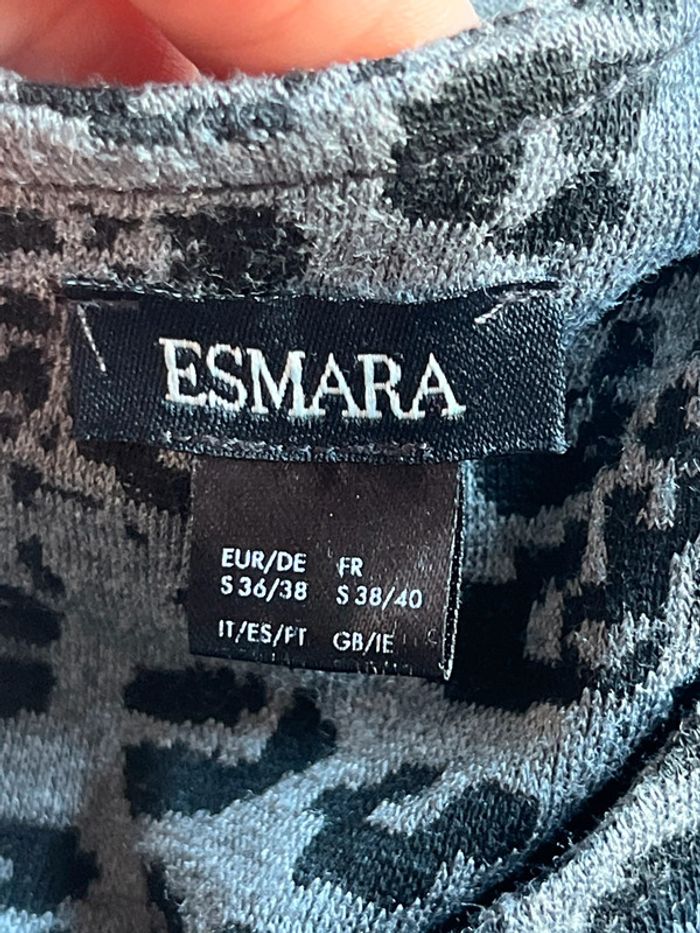 ESMARA
EUR/DE FR
S 36/38 S 38/40
IT/ES/PT GB/IE